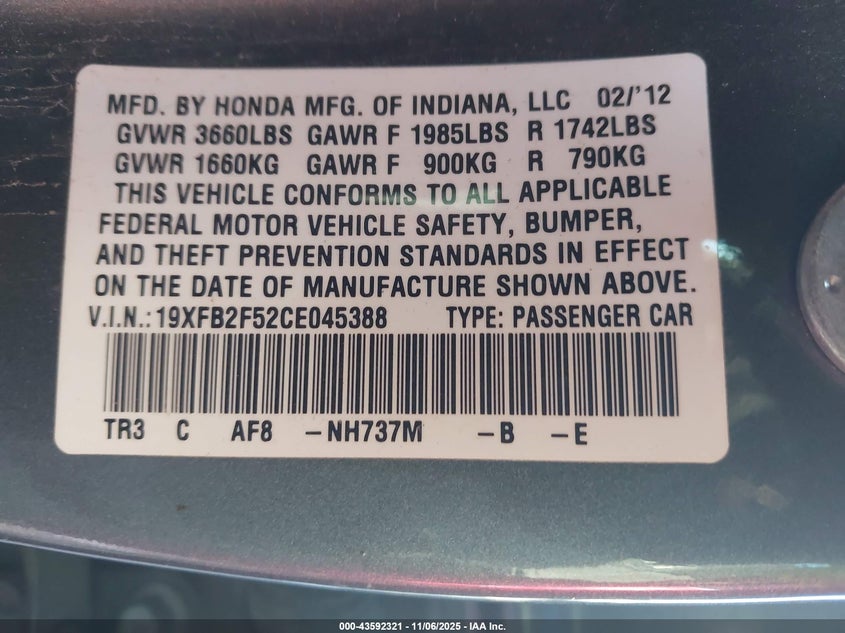 MFD. BY HONDA MFG. OF INDIANA, LLC 02/'12
GVWR 3660LBS GAWR F 1985LBS R 1742LBS
GVWR 1660KG GAWR F 900KG R 790KG
THIS VEHICLE CONFORMS TO ALL APPLICABLE
FEDERAL MOTOR VEHICLE SAFETY, BUMPER,
AND THEFT PREVENTION STANDARDS IN EFFECT
ON THE DATE OF MANUFACTURE SHOWN ABOVE.
V.I.N.: 19XFB2F52CE045388 TYPE: PASSENGER CAR
TR3 C AF8 -NH737M -B -E
000-43592321 - 11/06/2025 - IAA Inc.